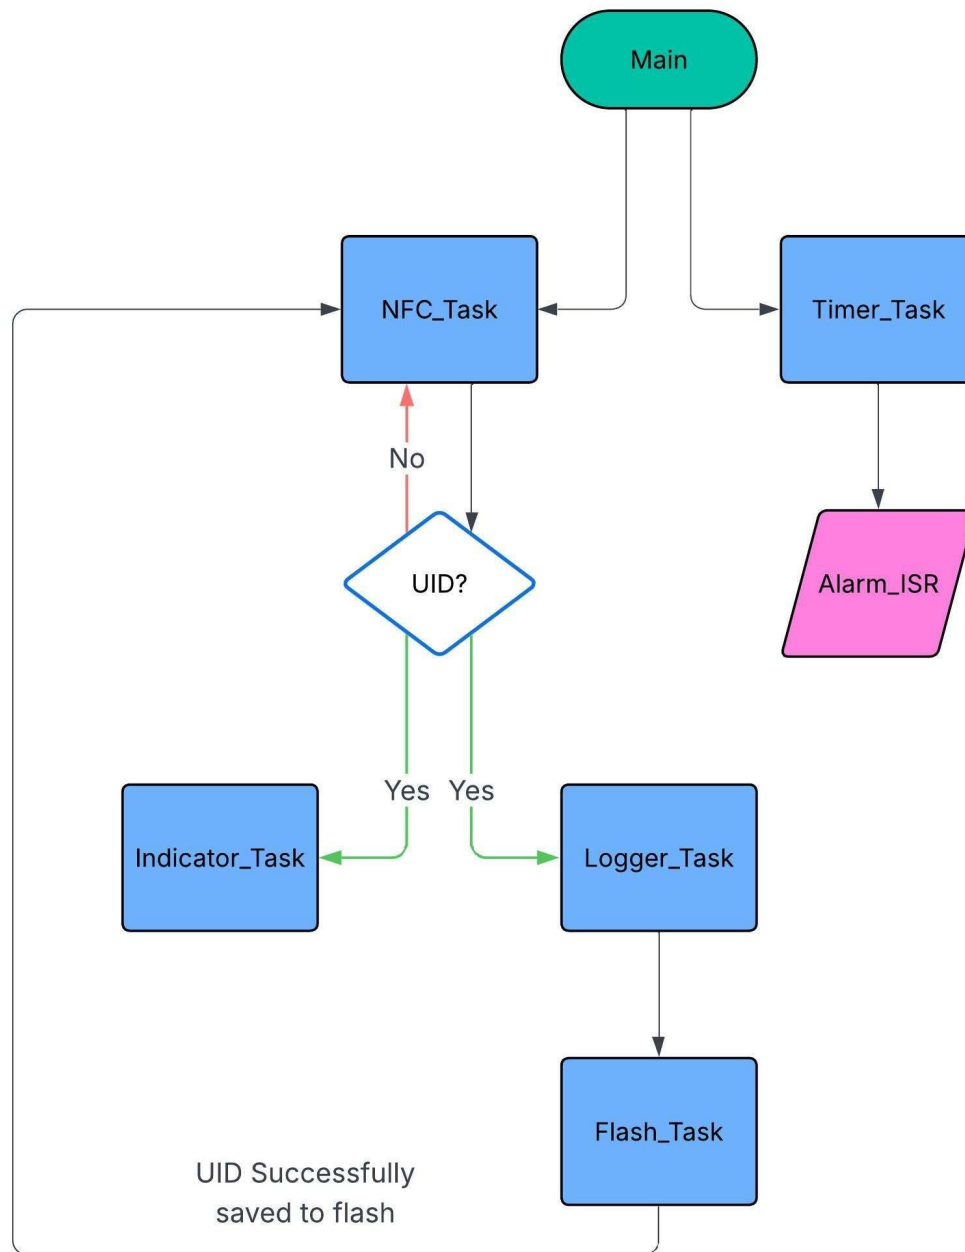 Main
NFC_Task
Timer_Task
No
UID?
Alarm_ISR
Yes
Yes
Indicator_Task
Logger_Task
Flash_Task
UID Successfully
saved to flash